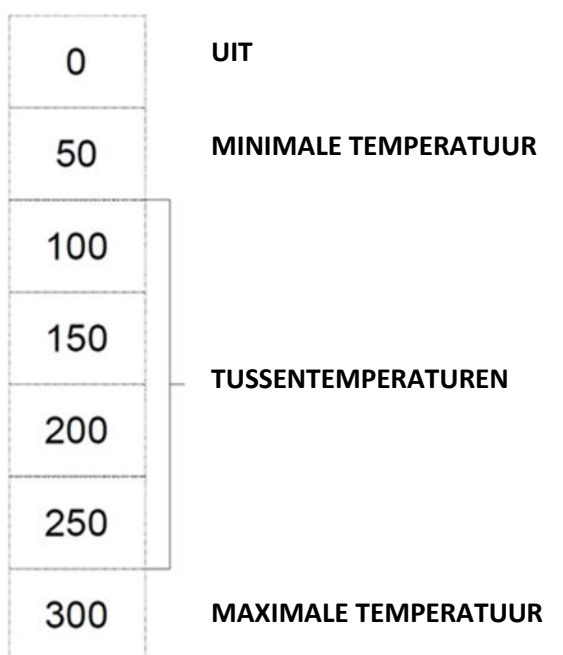 0 UIT
50 MINIMALE TEMPERATUUR
100
150
TUSSENTEMPERATUREN
200
250
300 MAXIMALE TEMPERATUUR